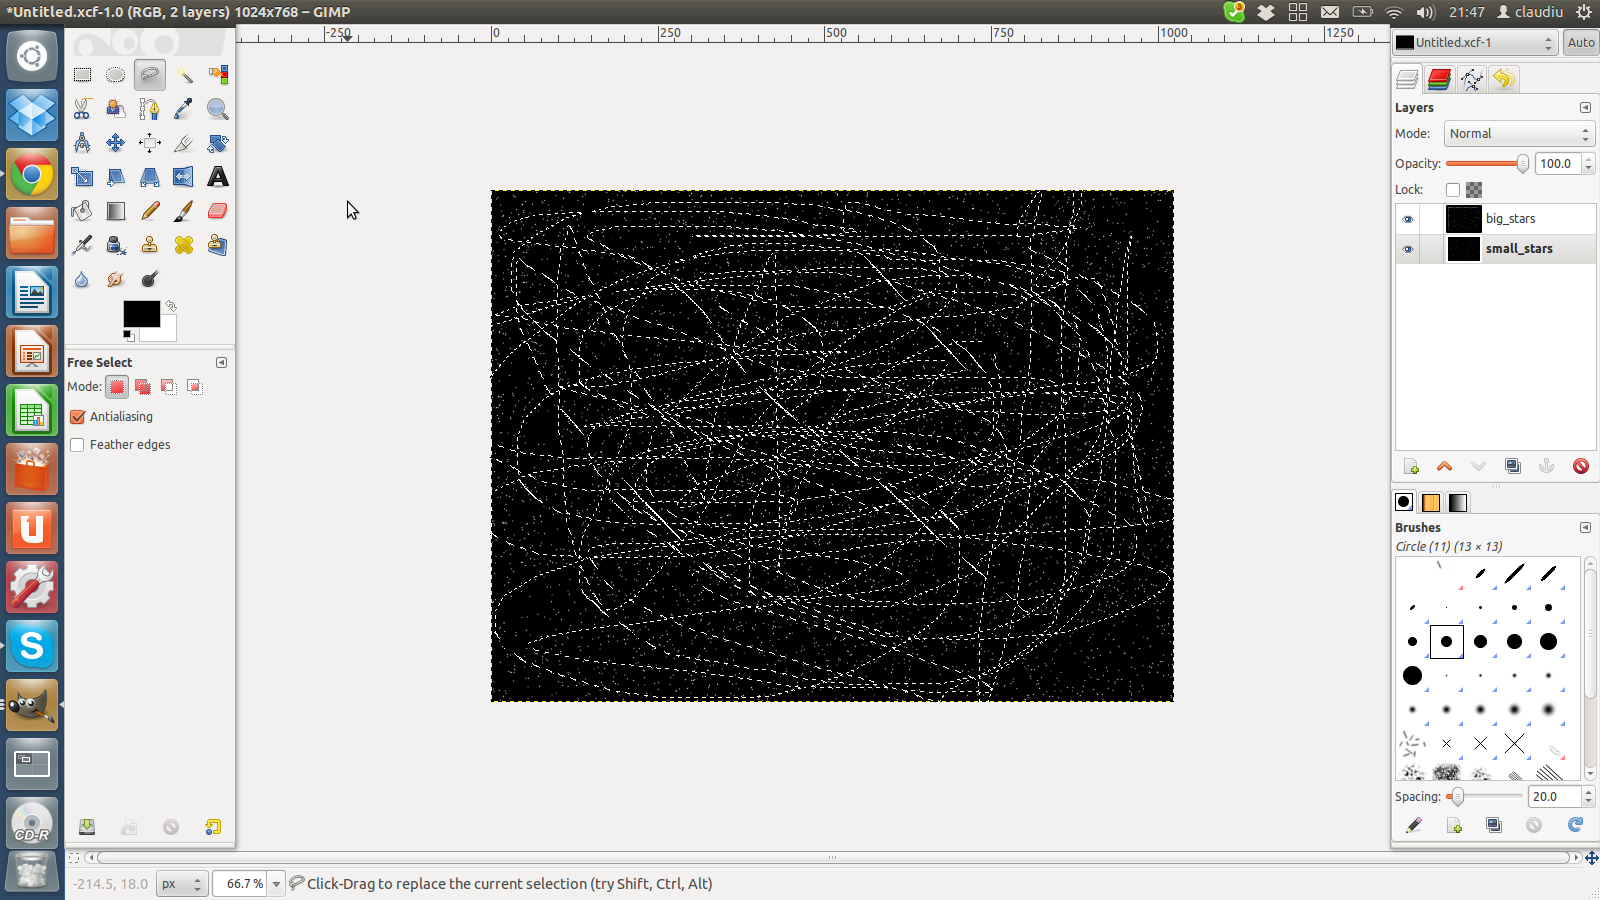 *Untitled.xcf-1.0 (RGB, 2 layers) 1024x768 – GIMP
3
21:47
claudiu
-250
0
250
500
750
1000
1250
Untitled.xcf-1
Auto
Layers
Mode:
Normal
Opacity:
100.0
Lock:
big_stars
small_stars
Free Select
Mode:
Antialiasing
Feather edges
Brushes
Circle (11) (13 × 13)
Spacing:
20.0
CD-R
-214.5, 18.0
px
66.7 %
Click-Drag to replace the current selection (try Shift, Ctrl, Alt)